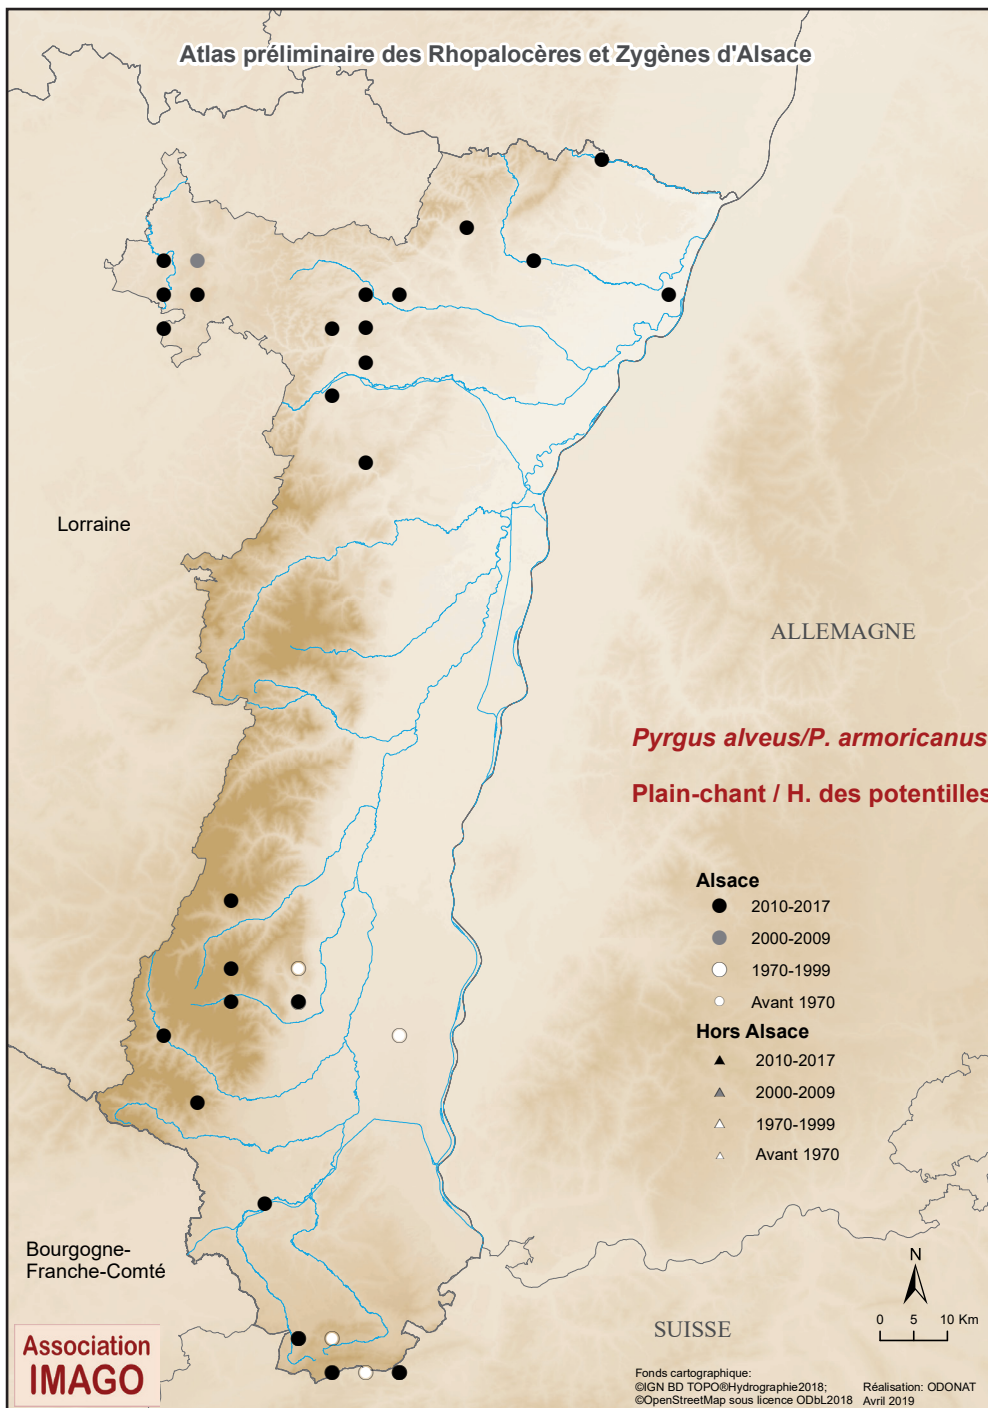 Atlas préliminaire des Rhopalocères et Zygènes d'Alsace
Lorraine
ALLEMAGNE
Pyrgus alveus/P. armoricanus
Plain-chant / H. des potentilles
Alsace
2010-2017
2000-2009
1970-1999
Avant 1970
Hors Alsace
2010-2017
2000-2009
1970-1999
Avant 1970
Bourgogne-
Franche-Comté
N
0 5 10 Km
SUISSE
Association
IMAGO
Fonds cartographique:
©IGN BD TOPO®Hydrographie2018;
©OpenStreetMap sous licence ODbL2018
Réalisation: ODONAT
Avril 2019